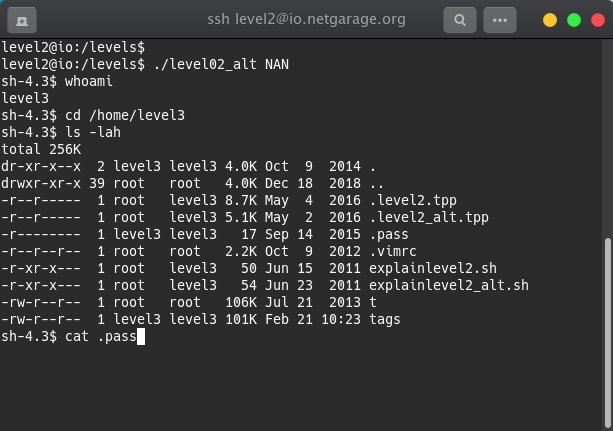 ssh level2@io.netgarage.org
level2@io:/levels$
level2@io:/levels$ ./level02_alt NAN
sh-4.3$ whoami
level3
sh-4.3$ cd /home/level3
sh-4.3$ ls -lah
total 256K
dr-xr-x--x  2 level3 level3 4.0K Oct  9  2014 .
drwxr-xr-x 39 root   root   4.0K Dec 18  2018 ..
-r--r-----  1 root   level3 8.7K May  4  2016 .level2.tpp
-r--r-----  1 root   level3 5.1K May  2  2016 .level2_alt.tpp
-r--------  1 level3 level3   17 Sep 14  2015 .pass
-r--r--r--  1 root   root   2.2K Oct  9  2012 .vimrc
-r-xr-x---  1 root   level3   50 Jun 15  2011 explainlevel2.sh
-r-xr-x---  1 root   level3   54 Jun 23  2011 explainlevel2_alt.sh
-rw-r--r--  1 root   root   106K Jul 21  2013 t
-rw-r--r--  1 level3 level3 101K Feb 21 10:23 tags
sh-4.3$ cat .pass